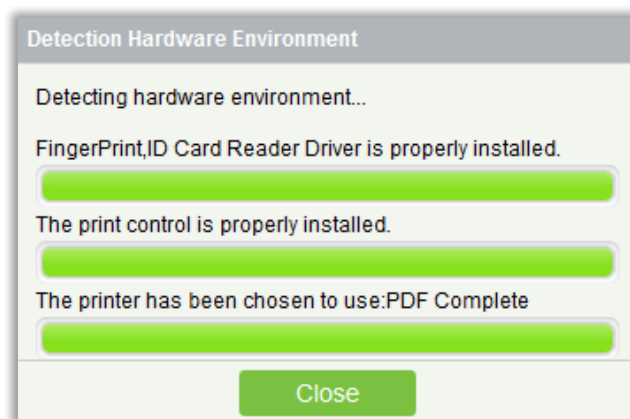 Detection Hardware Environment
Detecting hardware environment...
FingerPrint,ID Card Reader Driver is properly installed.
The print control is properly installed.
The printer has been chosen to use:PDF Complete
Close